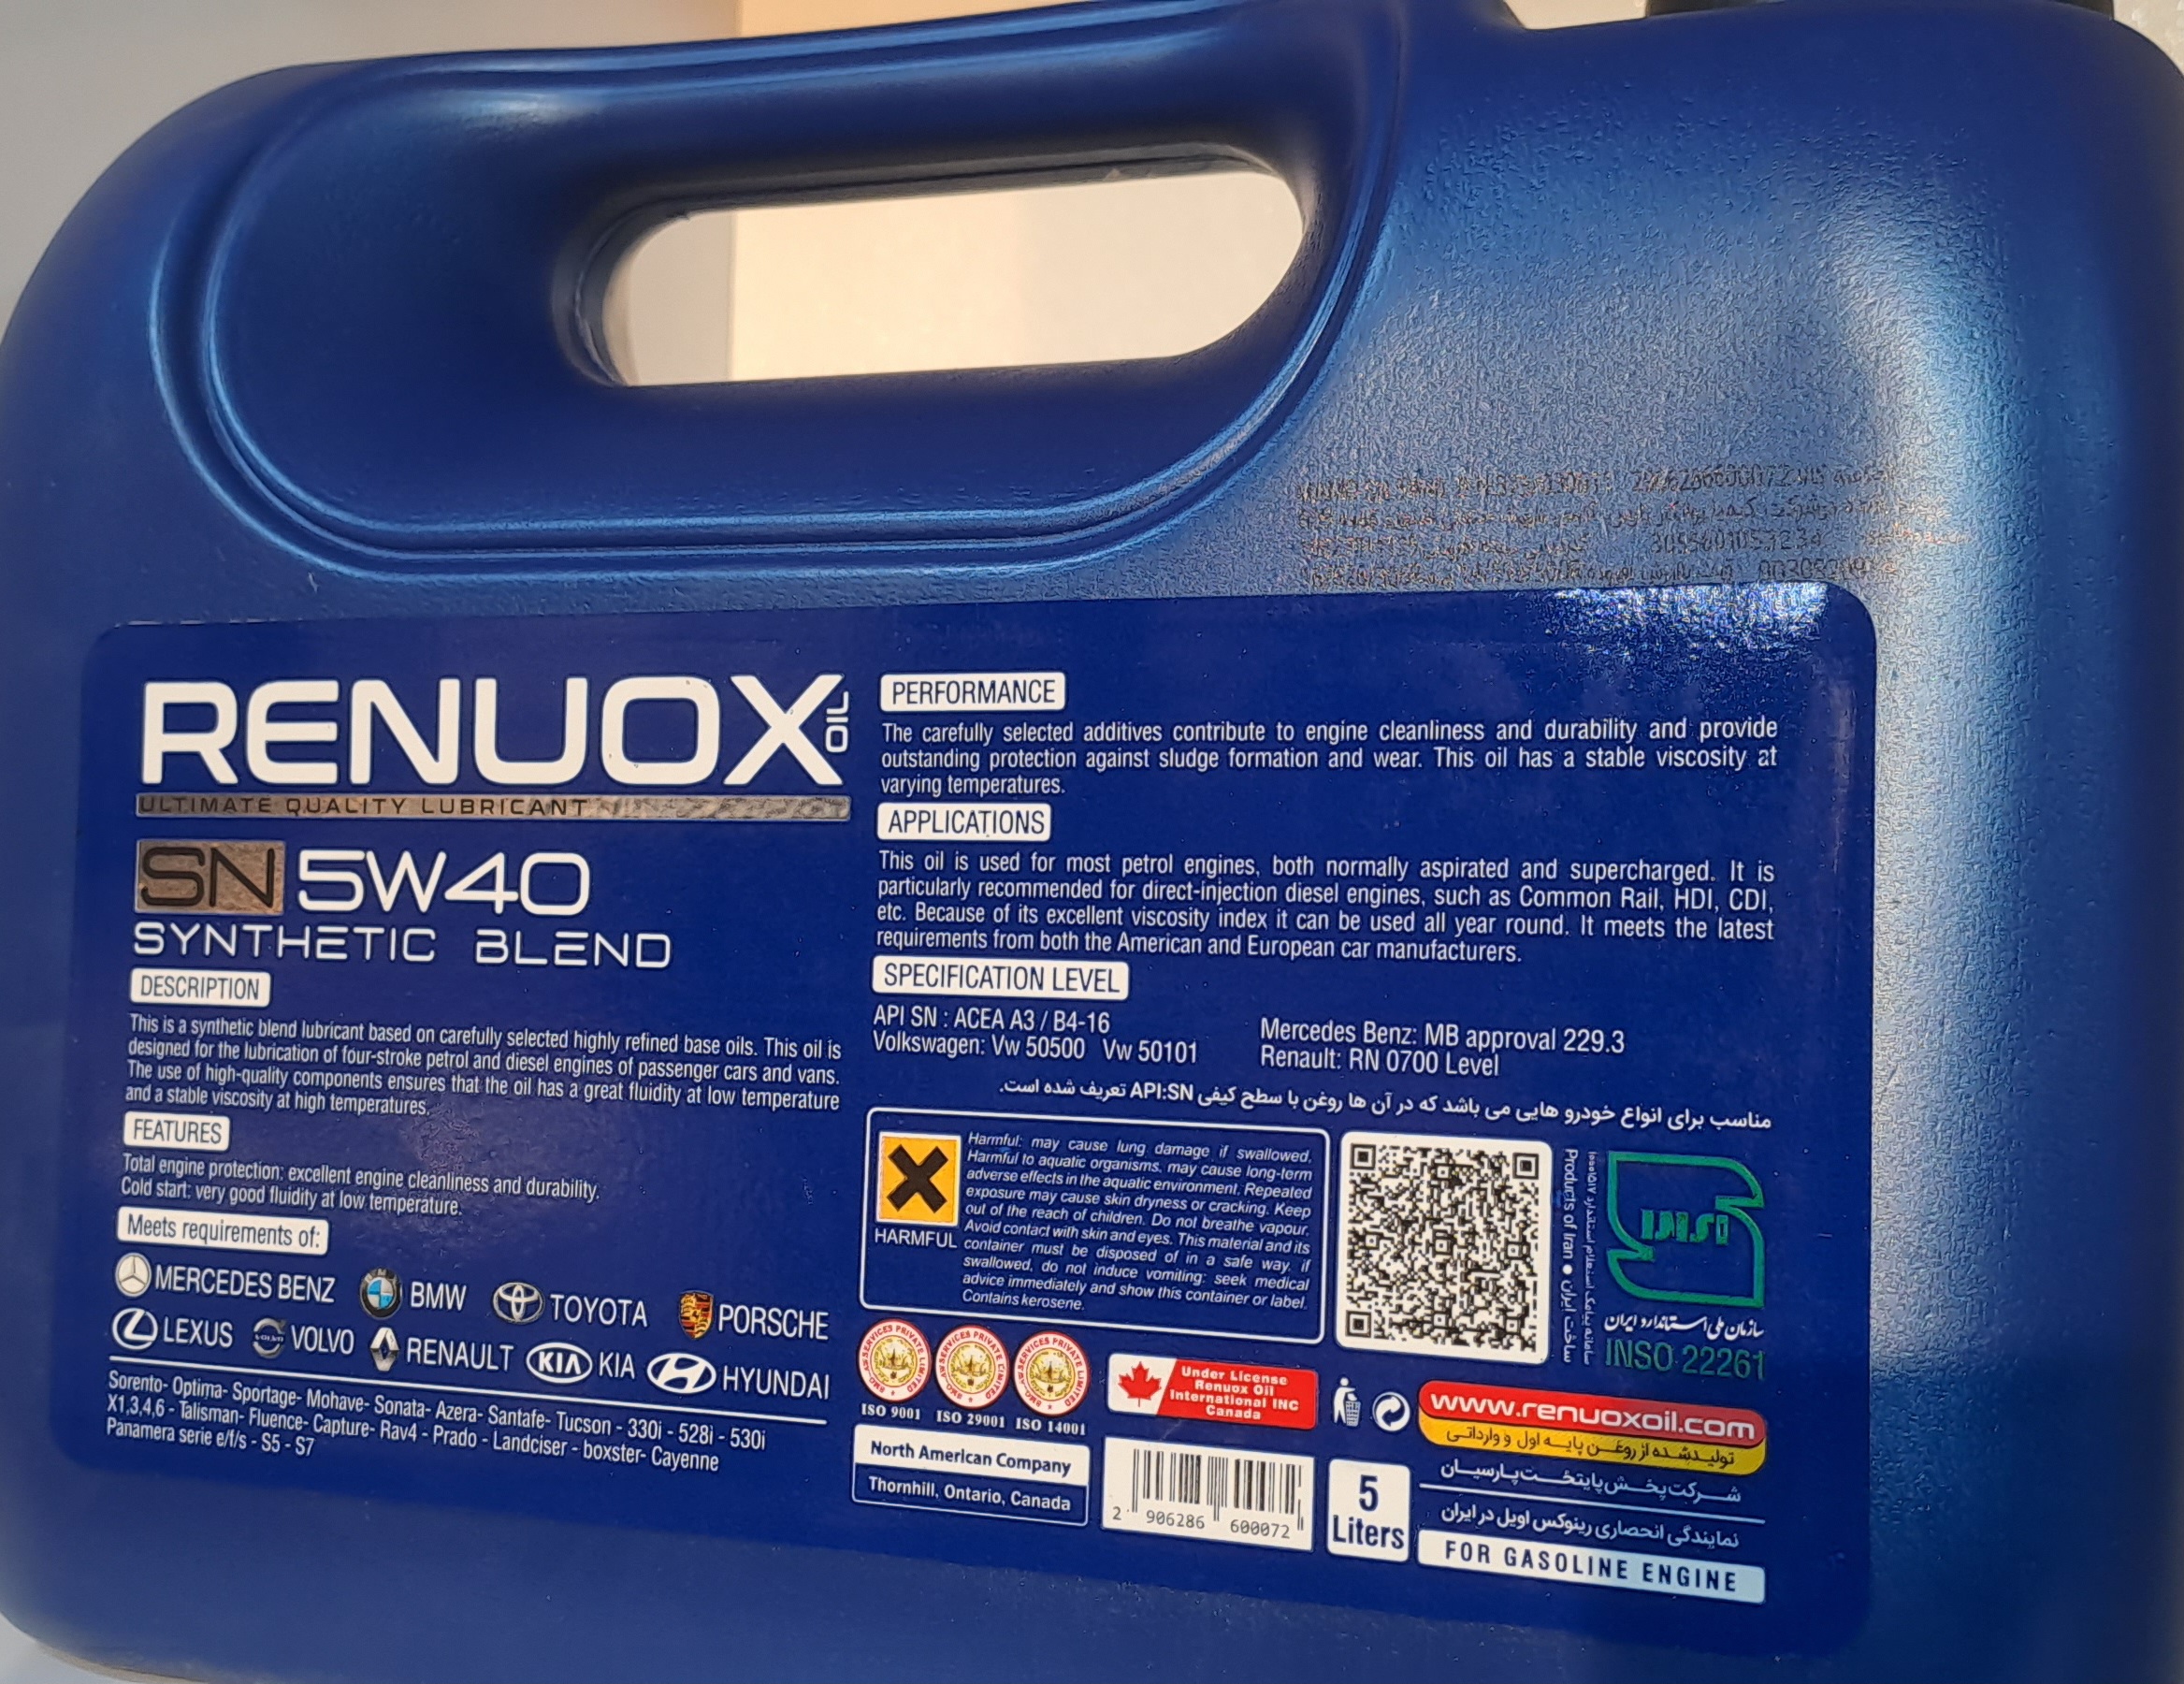 RENUOX OIL
ULTIMATE QUALITY LUBRICANT
SN 5W40
SYNTHETIC BLEND
DESCRIPTION
This is a synthetic blend lubricant based on carefully selected highly refined base oils. This oil is
designed for the lubrication of four-stroke petrol and diesel engines of passenger cars and vans.
The use of high-quality components ensures that the oil has a great fluidity at low temperature
and a stable viscosity at high temperatures.
FEATURES
Total engine protection: excellent engine cleanliness and durability.
Cold start: very good fluidity at low temperature.
Meets requirements of:
MERCEDES BENZ BMW TOYOTA PORSCHE
LEXUS VOLVO RENAULT KIA KIA HYUNDAI
Sorento- Optima- Sportage- Mohave- Sonata- Azera- Santafe- Tucson - 330i - 528i - 530i
X1,3,4,6 - Talisman- Fluence- Capture- Rav4 - Prado - Landciser - boxster- Cayenne
Panamera serie e/f/s - S5 - S7
PERFORMANCE
The carefully selected additives contribute to engine cleanliness and durability and provide
outstanding protection against sludge formation and wear. This oil has a stable viscosity at
varying temperatures.
APPLICATIONS
This oil is used for most petrol engines, both normally aspirated and supercharged. It is
particularly recommended for direct-injection diesel engines, such as Common Rail, HDI, CDI,
etc. Because of its excellent viscosity index it can be used all year round. It meets the latest
requirements from both the American and European car manufacturers.
SPECIFICATION LEVEL
API SN : ACEA A3 / B4-16
Volkswagen: Vw 50500 Vw 50101
Mercedes Benz: MB approval 229.3
Renault: RN 0700 Level
مناسب برای انواع خودرو هایی می باشد که در آن ها روغن با سطح کیفی API:SN تعریف شده است.
HARMFUL
Harmful: may cause lung damage if swallowed.
Harmful to aquatic organisms, may cause long-term
adverse effects in the aquatic environment. Repeated
exposure may cause skin dryness or cracking. Keep
out of the reach of children. Do not breathe vapour.
Avoid contact with skin and eyes. This material and its
container must be disposed of in a safe way. if
swallowed, do not induce vomiting: seek medical
advice immediately and show this container or label.
Contains kerosene.
Products of Iran • ساخت ایران
سامانه پیامک استعلام استاندارد ۱۰۰۰۱۵۱۷
سازمان ملی استاندارد ایران
INSO 22261
ISO 9001 ISO 29001 ISO 14001
Under License
Renuox Oil
International INC
Canada
North American Company
Thornhill, Ontario, Canada
2 906286 600072
5
Liters
www.renuoxoil.com
تولیدشده از روغن پایه اول و وارداتی
شرکت پخش پایتخت پارسیان
نمایندگی انحصاری رینوکس اویل در ایران
FOR GASOLINE ENGINE